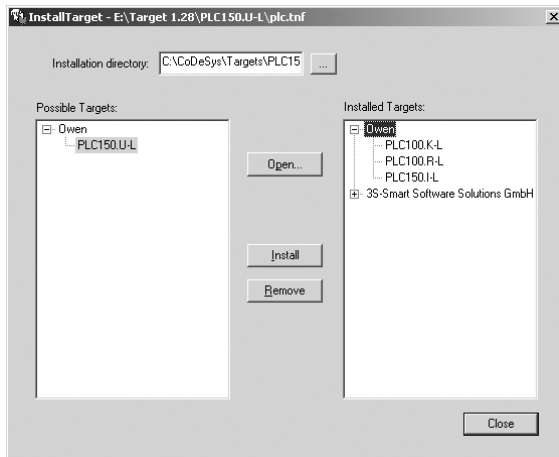 InstallTarget - E:\Target 1.28\PLC150.U-L\plc.tnf
Installation directory: C:\CoDeSys\Targets\PLC15 ...
Possible Targets:
Owen
PLC150.U-L
Open...
Install
Remove
Installed Targets:
Owen
PLC100.K-L
PLC100.R-L
PLC150.I-L
3S-Smart Software Solutions GmbH
Close